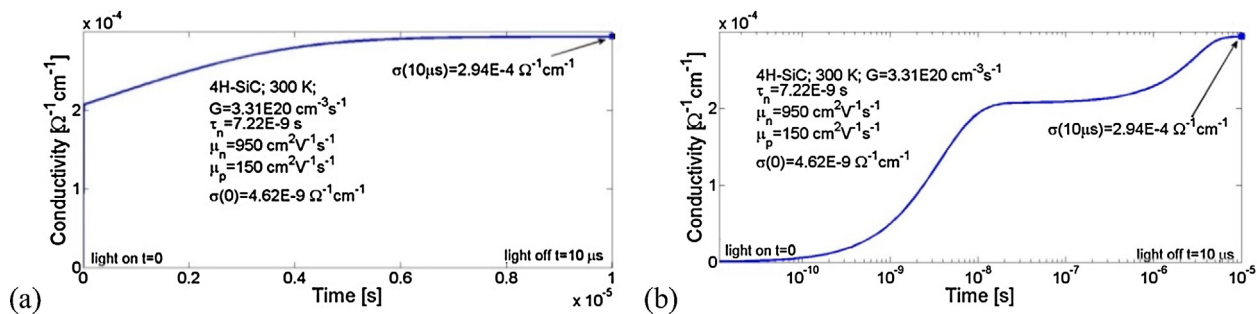 x 10⁻⁴
2
1
0
Conductivity [Ω⁻¹cm⁻¹]
σ(10μs)=2.94E-4 Ω⁻¹cm⁻¹
4H-SiC; 300 K;
G=3.31E20 cm⁻³s⁻¹
τₙ=7.22E-9 s
μₙ=950 cm²V⁻¹s⁻¹
μₚ=150 cm²V⁻¹s⁻¹
σ(0)=4.62E-9 Ω⁻¹cm⁻¹
light on t=0
light off t=10 μs
0 0.2 0.4 0.6 0.8 1
Time [s]
x 10⁻⁵
(a)
x 10⁻⁴
2
1
0
Conductivity [Ω⁻¹cm⁻¹]
4H-SiC; 300 K; G=3.31E20 cm⁻³s⁻¹
τₙ=7.22E-9 s
μₙ=950 cm²V⁻¹s⁻¹
μₚ=150 cm²V⁻¹s⁻¹
σ(0)=4.62E-9 Ω⁻¹cm⁻¹
σ(10μs)=2.94E-4 Ω⁻¹cm⁻¹
light on t=0
light off t=10 μs
10⁻¹⁰ 10⁻⁹ 10⁻⁸ 10⁻⁷ 10⁻⁶ 10⁻⁵
Time [s]
(b)